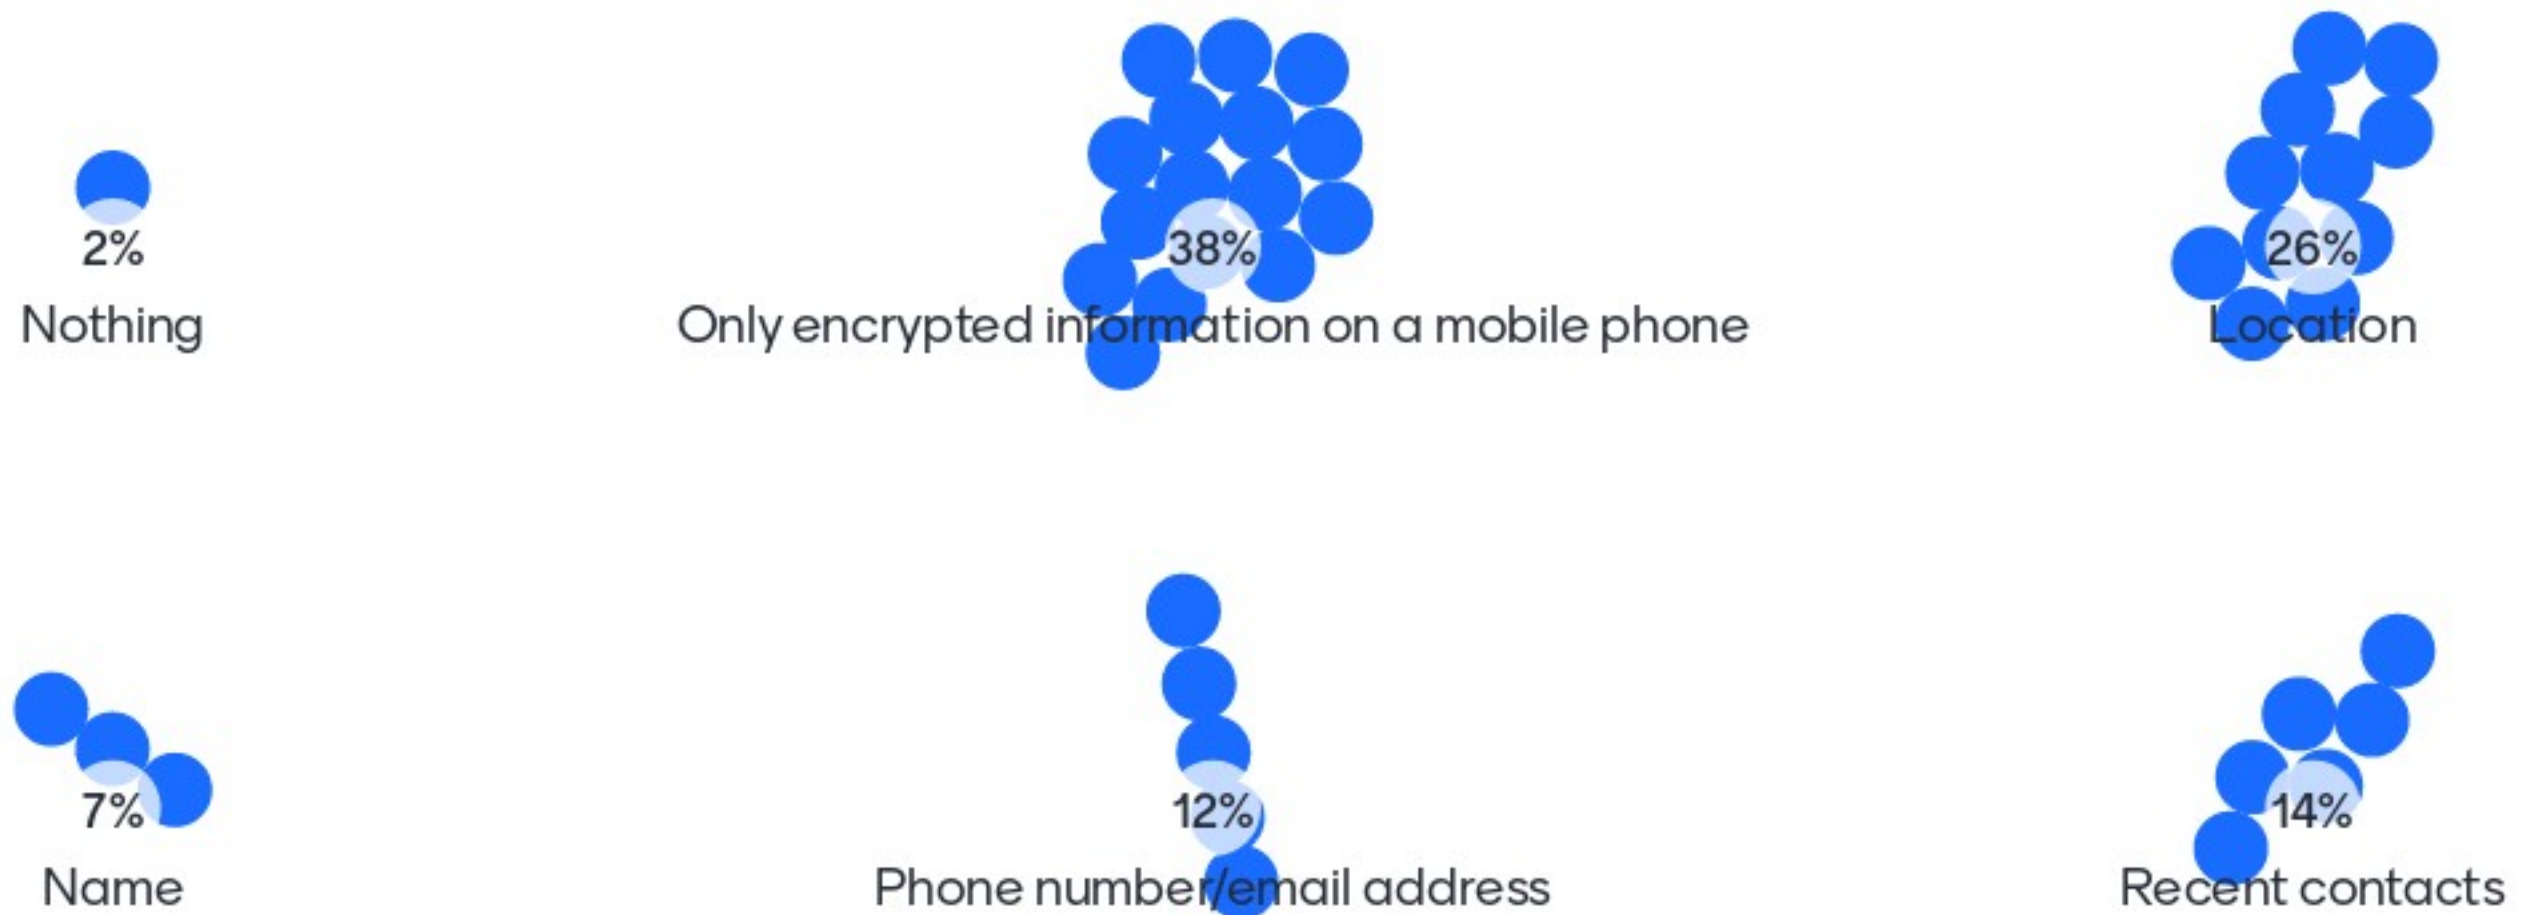 2%
Nothing
38%
Only encrypted information on a mobile phone
26%
Location
7%
Name
12%
Phone number/email address
14%
Recent contacts